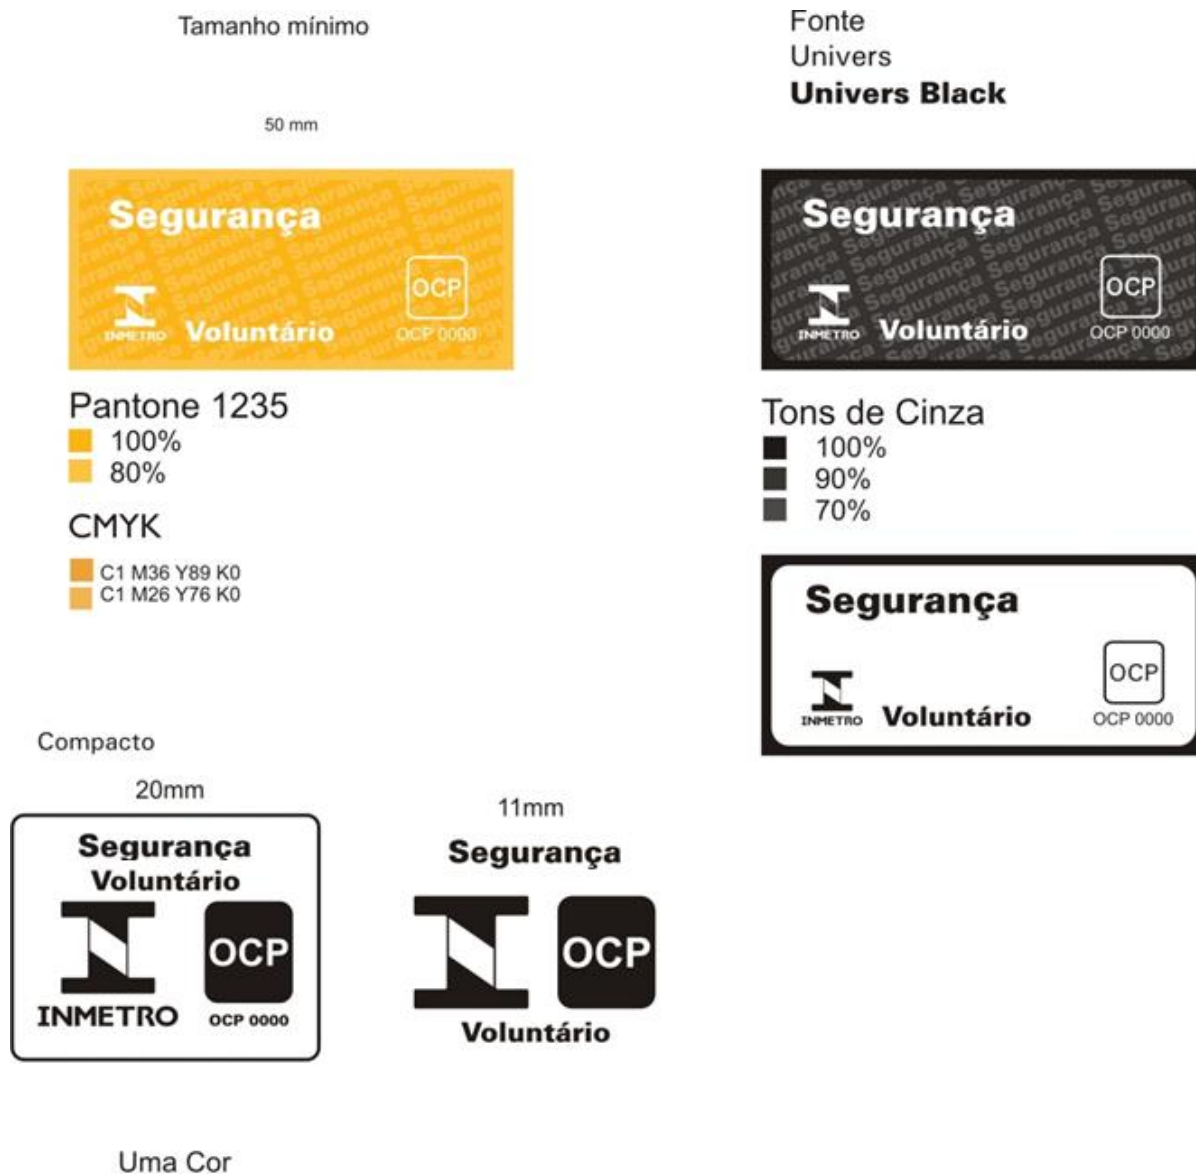 Tamanho mínimo
50 mm
Segurança
INMETRO
Voluntário
OCP
OCP 0000
Pantone 1235
100%
80%
CMYK
C1 M36 Y89 K0
C1 M26 Y76 K0
Fonte
Univers
Univers Black
Segurança
INMETRO
Voluntário
OCP
OCP 0000
Tons de Cinza
100%
90%
70%
Segurança
INMETRO
Voluntário
OCP
OCP 0000
Compacto
20mm
Segurança
Voluntário
INMETRO
OCP
OCP 0000
11mm
Segurança
OCP
Voluntário
Uma Cor